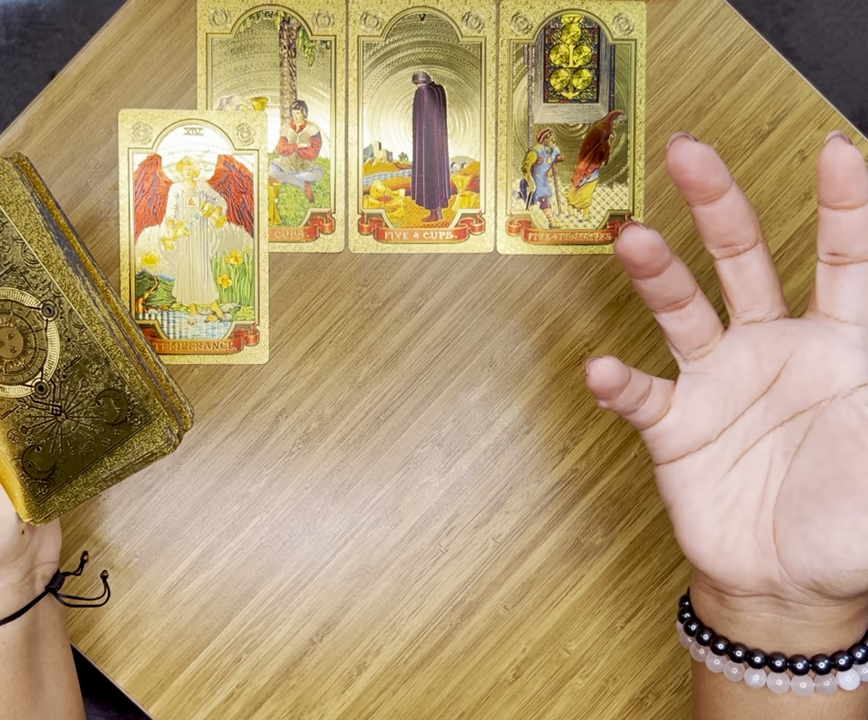 CUPS.
V
FIVE of CUPS.
FIVE of PENTACLES
XIV
TEMPERANCE.